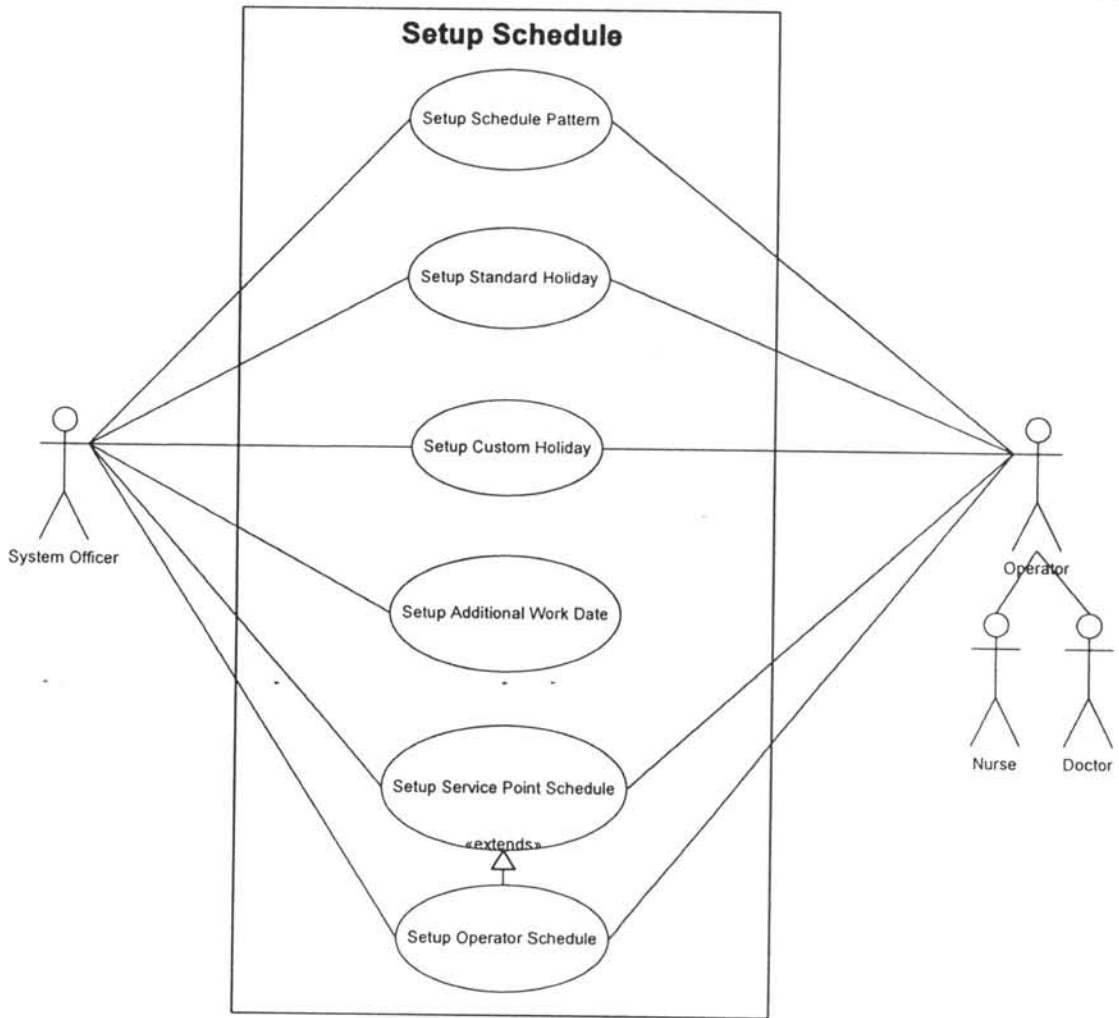 Setup Schedule
Setup Schedule Pattern
Setup Standard Holiday
Setup Custom Holiday
System Officer
Operator
Setup Additional Work Date
Nurse
Doctor
Setup Service Point Schedule
«extends»
Setup Operator Schedule